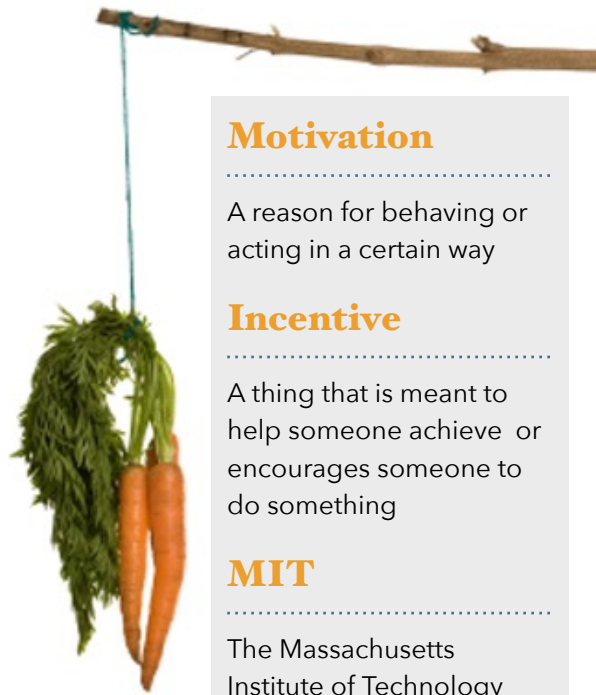 Motivation
A reason for behaving or
acting in a certain way
Incentive
A thing that is meant to
help someone achieve  or
encourages someone to
do something
MIT
The Massachusetts
Institute of Technology